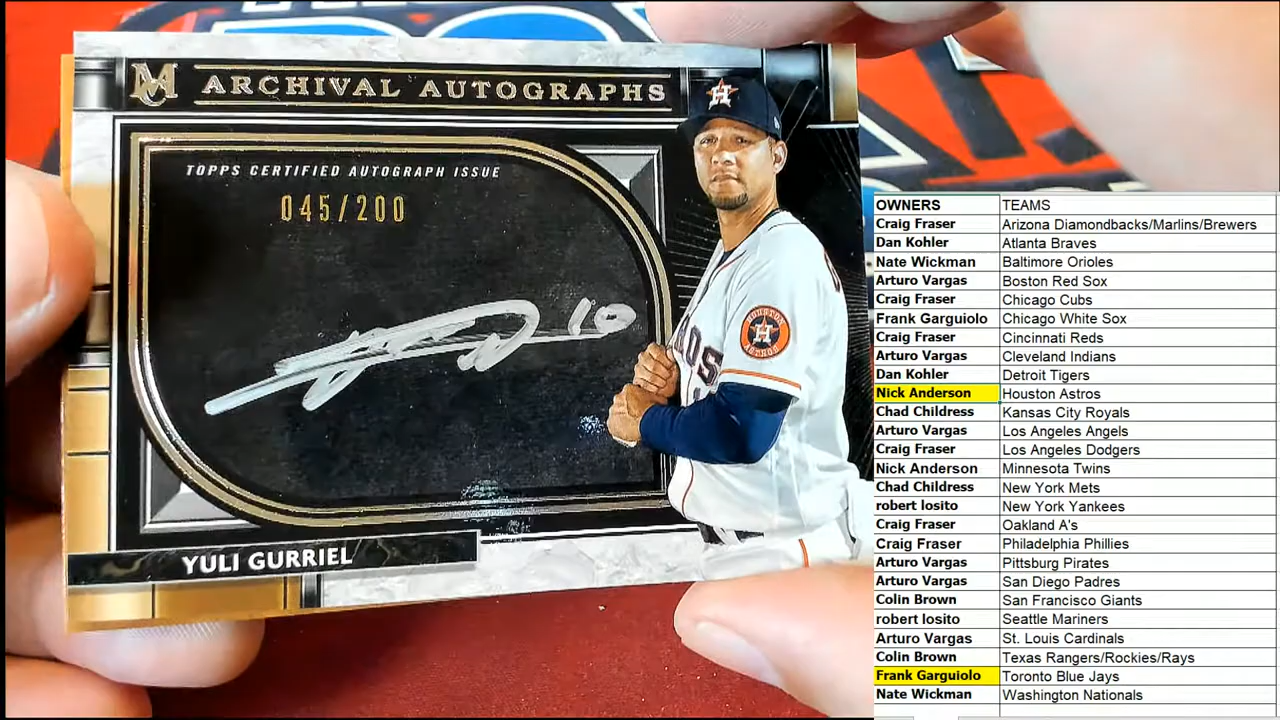 ARCHIVAL AUTOGRAPHS
TOPPS CERTIFIED AUTOGRAPH ISSUE
045/200
10
YULI GURRIEL
H
HOUSTON
ASTROS
ROS
OWNERS TEAMS
Craig Fraser Arizona Diamondbacks/Marlins/Brewers
Dan Kohler Atlanta Braves
Nate Wickman Baltimore Orioles
Arturo Vargas Boston Red Sox
Craig Fraser Chicago Cubs
Frank Garguiolo Chicago White Sox
Craig Fraser Cincinnati Reds
Arturo Vargas Cleveland Indians
Dan Kohler Detroit Tigers
Nick Anderson Houston Astros
Chad Childress Kansas City Royals
Arturo Vargas Los Angeles Angels
Craig Fraser Los Angeles Dodgers
Nick Anderson Minnesota Twins
Chad Childress New York Mets
robert losito New York Yankees
Craig Fraser Oakland A's
Craig Fraser Philadelphia Phillies
Arturo Vargas Pittsburg Pirates
Arturo Vargas San Diego Padres
Colin Brown San Francisco Giants
robert losito Seattle Mariners
Arturo Vargas St. Louis Cardinals
Colin Brown Texas Rangers/Rockies/Rays
Frank Garguiolo Toronto Blue Jays
Nate Wickman Washington Nationals